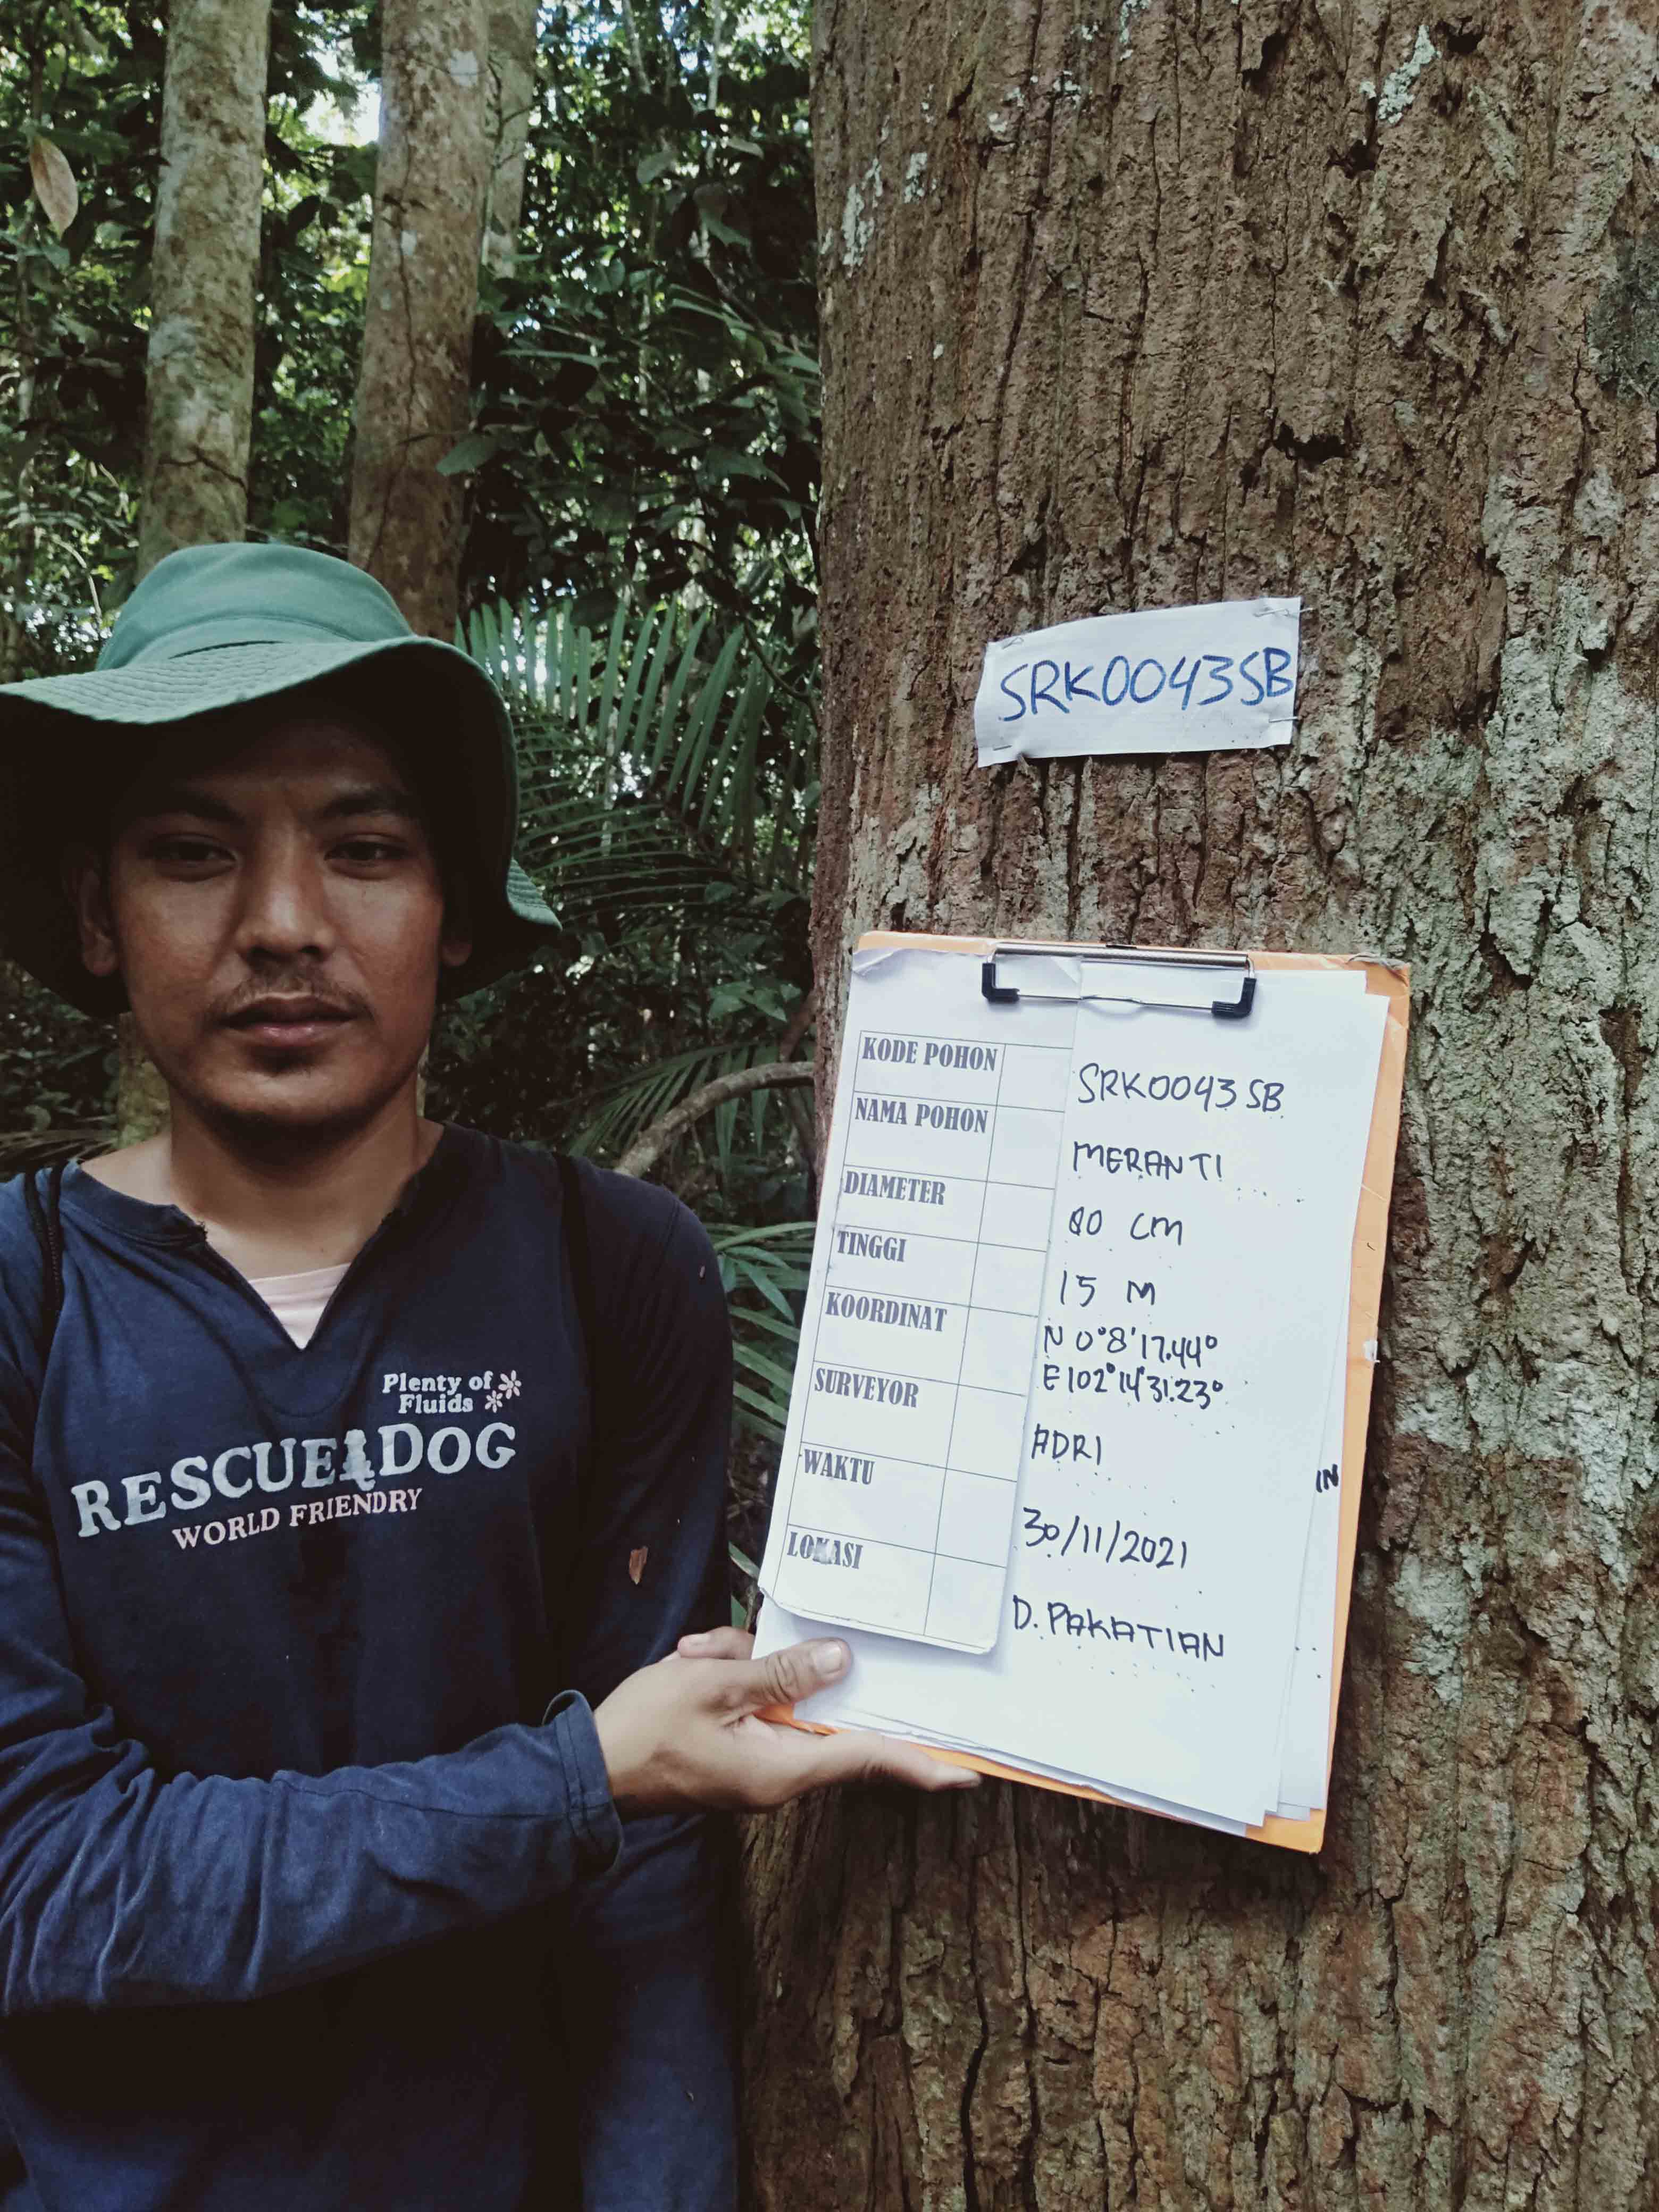 SRK0043SB
KODE POHON SRK0043SB
NAMA POHON MERANTI
DIAMETER 80 CM
TINGGI 15 M
KOORDINAT N 0°8'17.44°
E 102°14'31.23°
SURVEYOR ADRI
WAKTU 30/11/2021
LOKASI D. PAKATIAN
IN
Plenty of
Fluids
RESCUE DOG
WORLD FRIENDRY